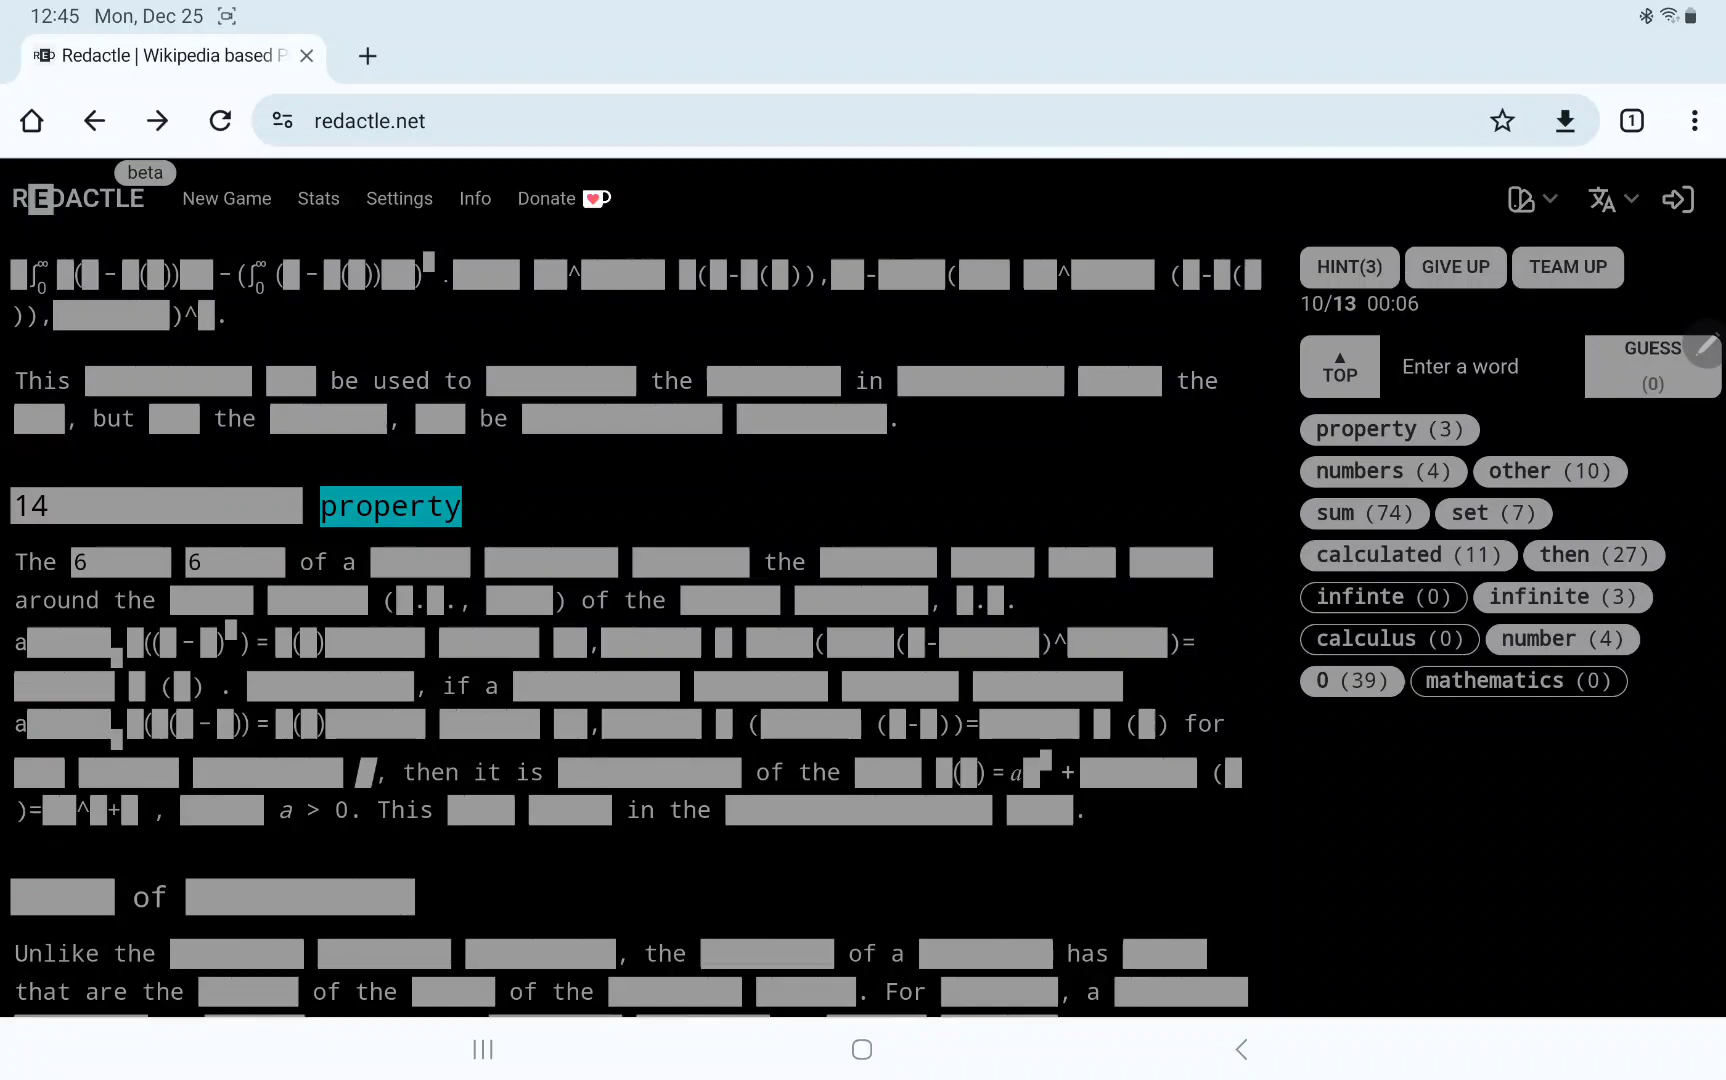 12:45 Mon, Dec 25
RED Redactle | Wikipedia based P
redactle.net
1
beta
REDACTLE New Game Stats Settings Info Donate
∫₀^∞ ( - ( )) - (∫₀^∞ ( - ( )) ) . ^ ( - ( )), - ( ^ ( - (
)), )^ .
This be used to the in the
, but the , be .
14 property
The 6 6 of a the
around the ( . ., ) of the , . .
a , (( - ) ) = ( ) , ( ( - )^ )=
( ) . , if a
a , ( ( - )) = ( ) , ( ( - ))= ( ) for
, then it is of the ( ) = a + (
)= ^ + , a > 0. This in the .
of
Unlike the , the of a has
that are the of the of the . For , a
HINT(3) GIVE UP TEAM UP
10/13 00:06
▲ TOP Enter a word GUESS (0)
property (3)
numbers (4) other (10)
sum (74) set (7)
calculated (11) then (27)
infinte (0) infinite (3)
calculus (0) number (4)
0 (39) mathematics (0)